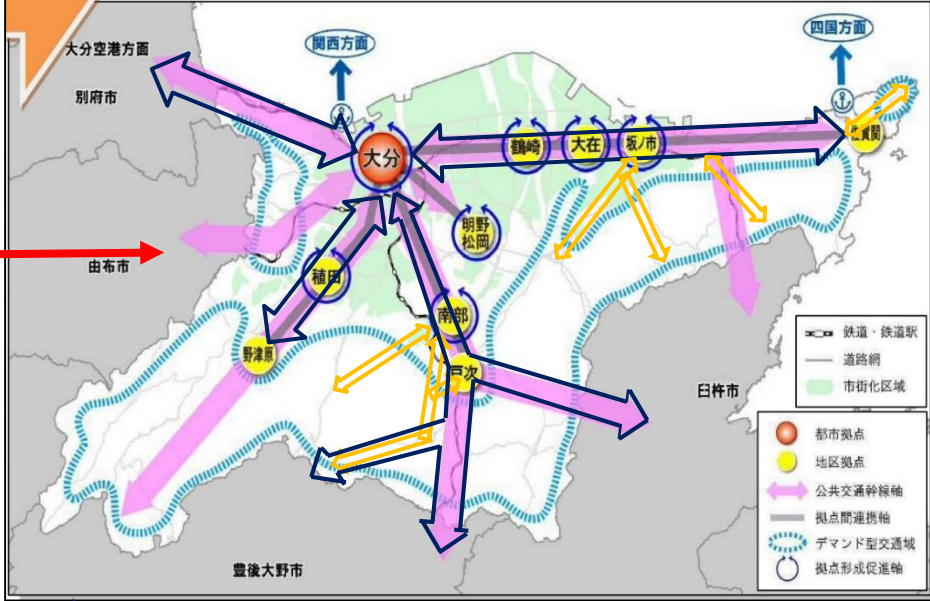 関西方面
四国方面
大分空港方面
別府市
大分
鶴崎
大在
坂ノ市
佐賀関
明野
松岡
由布市
稙田
南部
野津原
戸次
臼杵市
豊後大野市
鉄道・鉄道駅
道路網
市街化区域
都市拠点
地区拠点
公共交通幹線軸
拠点間連携軸
デマンド型交通域
拠点形成促進軸